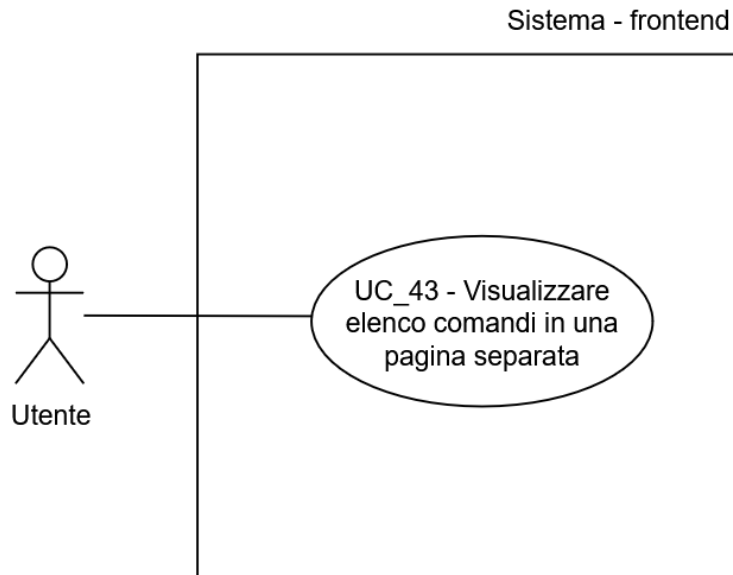 Sistema - frontend
UC_43 - Visualizzare
elenco comandi in una
pagina separata
Utente